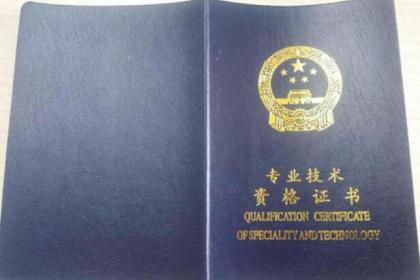 专业技术
资格证书
QUALIFICATION CERTIFICATE
OF SPECIALITY AND TECHNOLOGY